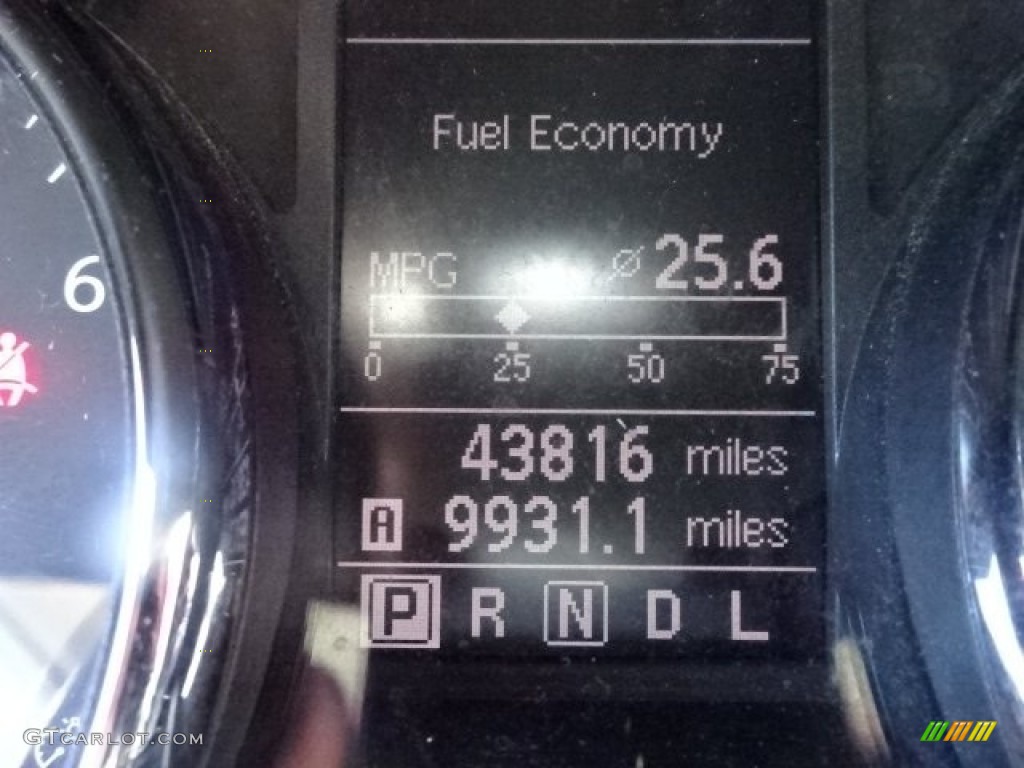 Fuel Economy
MPG Ø 25.6
0 25 50 75
6
43816 miles
A 9931.1 miles
P R N D L
GTCARLOT.COM